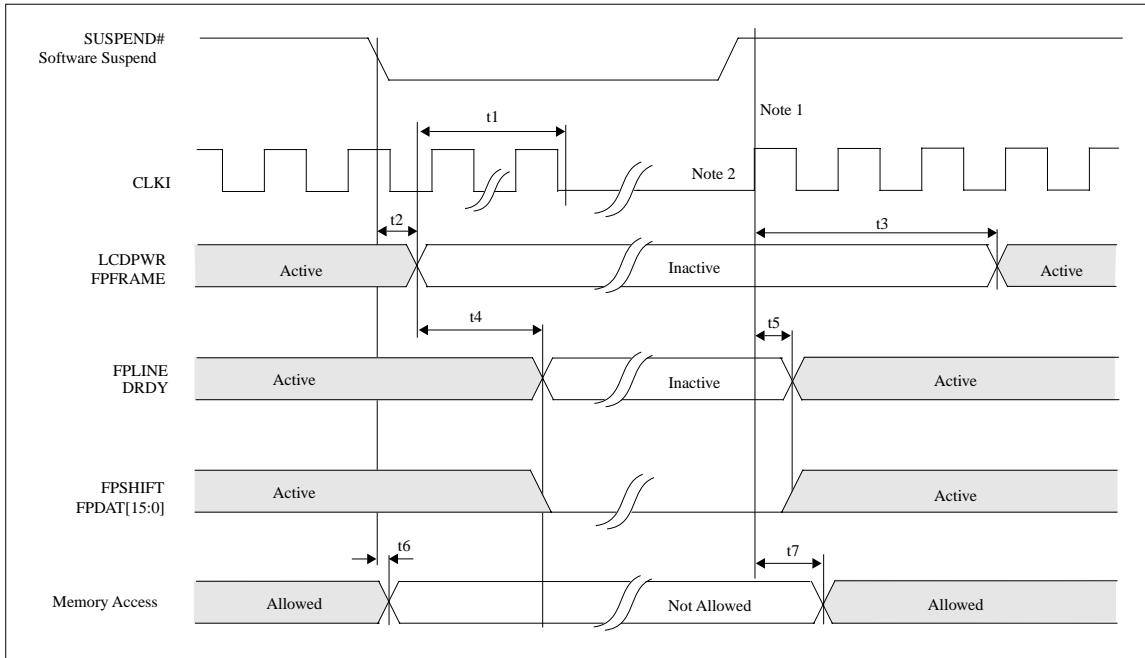 SUSPEND#
Software Suspend
t1
Note 1
CLKI
Note 2
t2
t3
LCDPWR
FPFRAME
Active
Inactive
Active
t4
t5
FPLINE
DRDY
Active
Inactive
Active
FPSHIFT
FPDAT[15:0]
Active
Active
t6
t7
Memory Access
Allowed
Not Allowed
Allowed